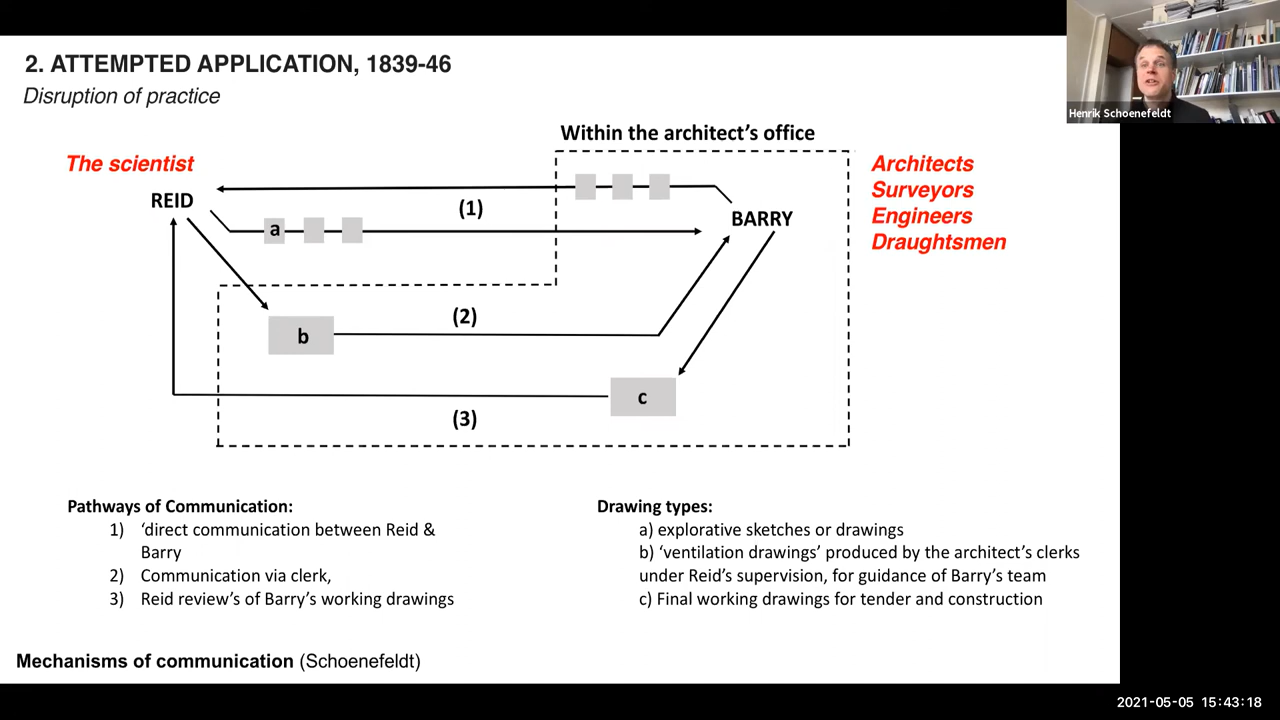 2. ATTEMPTED APPLICATION, 1839-46
Disruption of practice
Henrik Schoenefeldt
Within the architect's office
The scientist
REID
(1)
a
BARRY
Architects
Surveyors
Engineers
Draughtsmen
(2)
b
c
(3)
Pathways of Communication:
1) ‘direct communication between Reid &
Barry
2) Communication via clerk,
3) Reid review’s of Barry’s working drawings
Drawing types:
a) explorative sketches or drawings
b) ‘ventilation drawings’ produced by the architect’s clerks
under Reid’s supervision, for guidance of Barry’s team
c) Final working drawings for tender and construction
Mechanisms of communication (Schoenefeldt)
2021-05-05 15:43:18